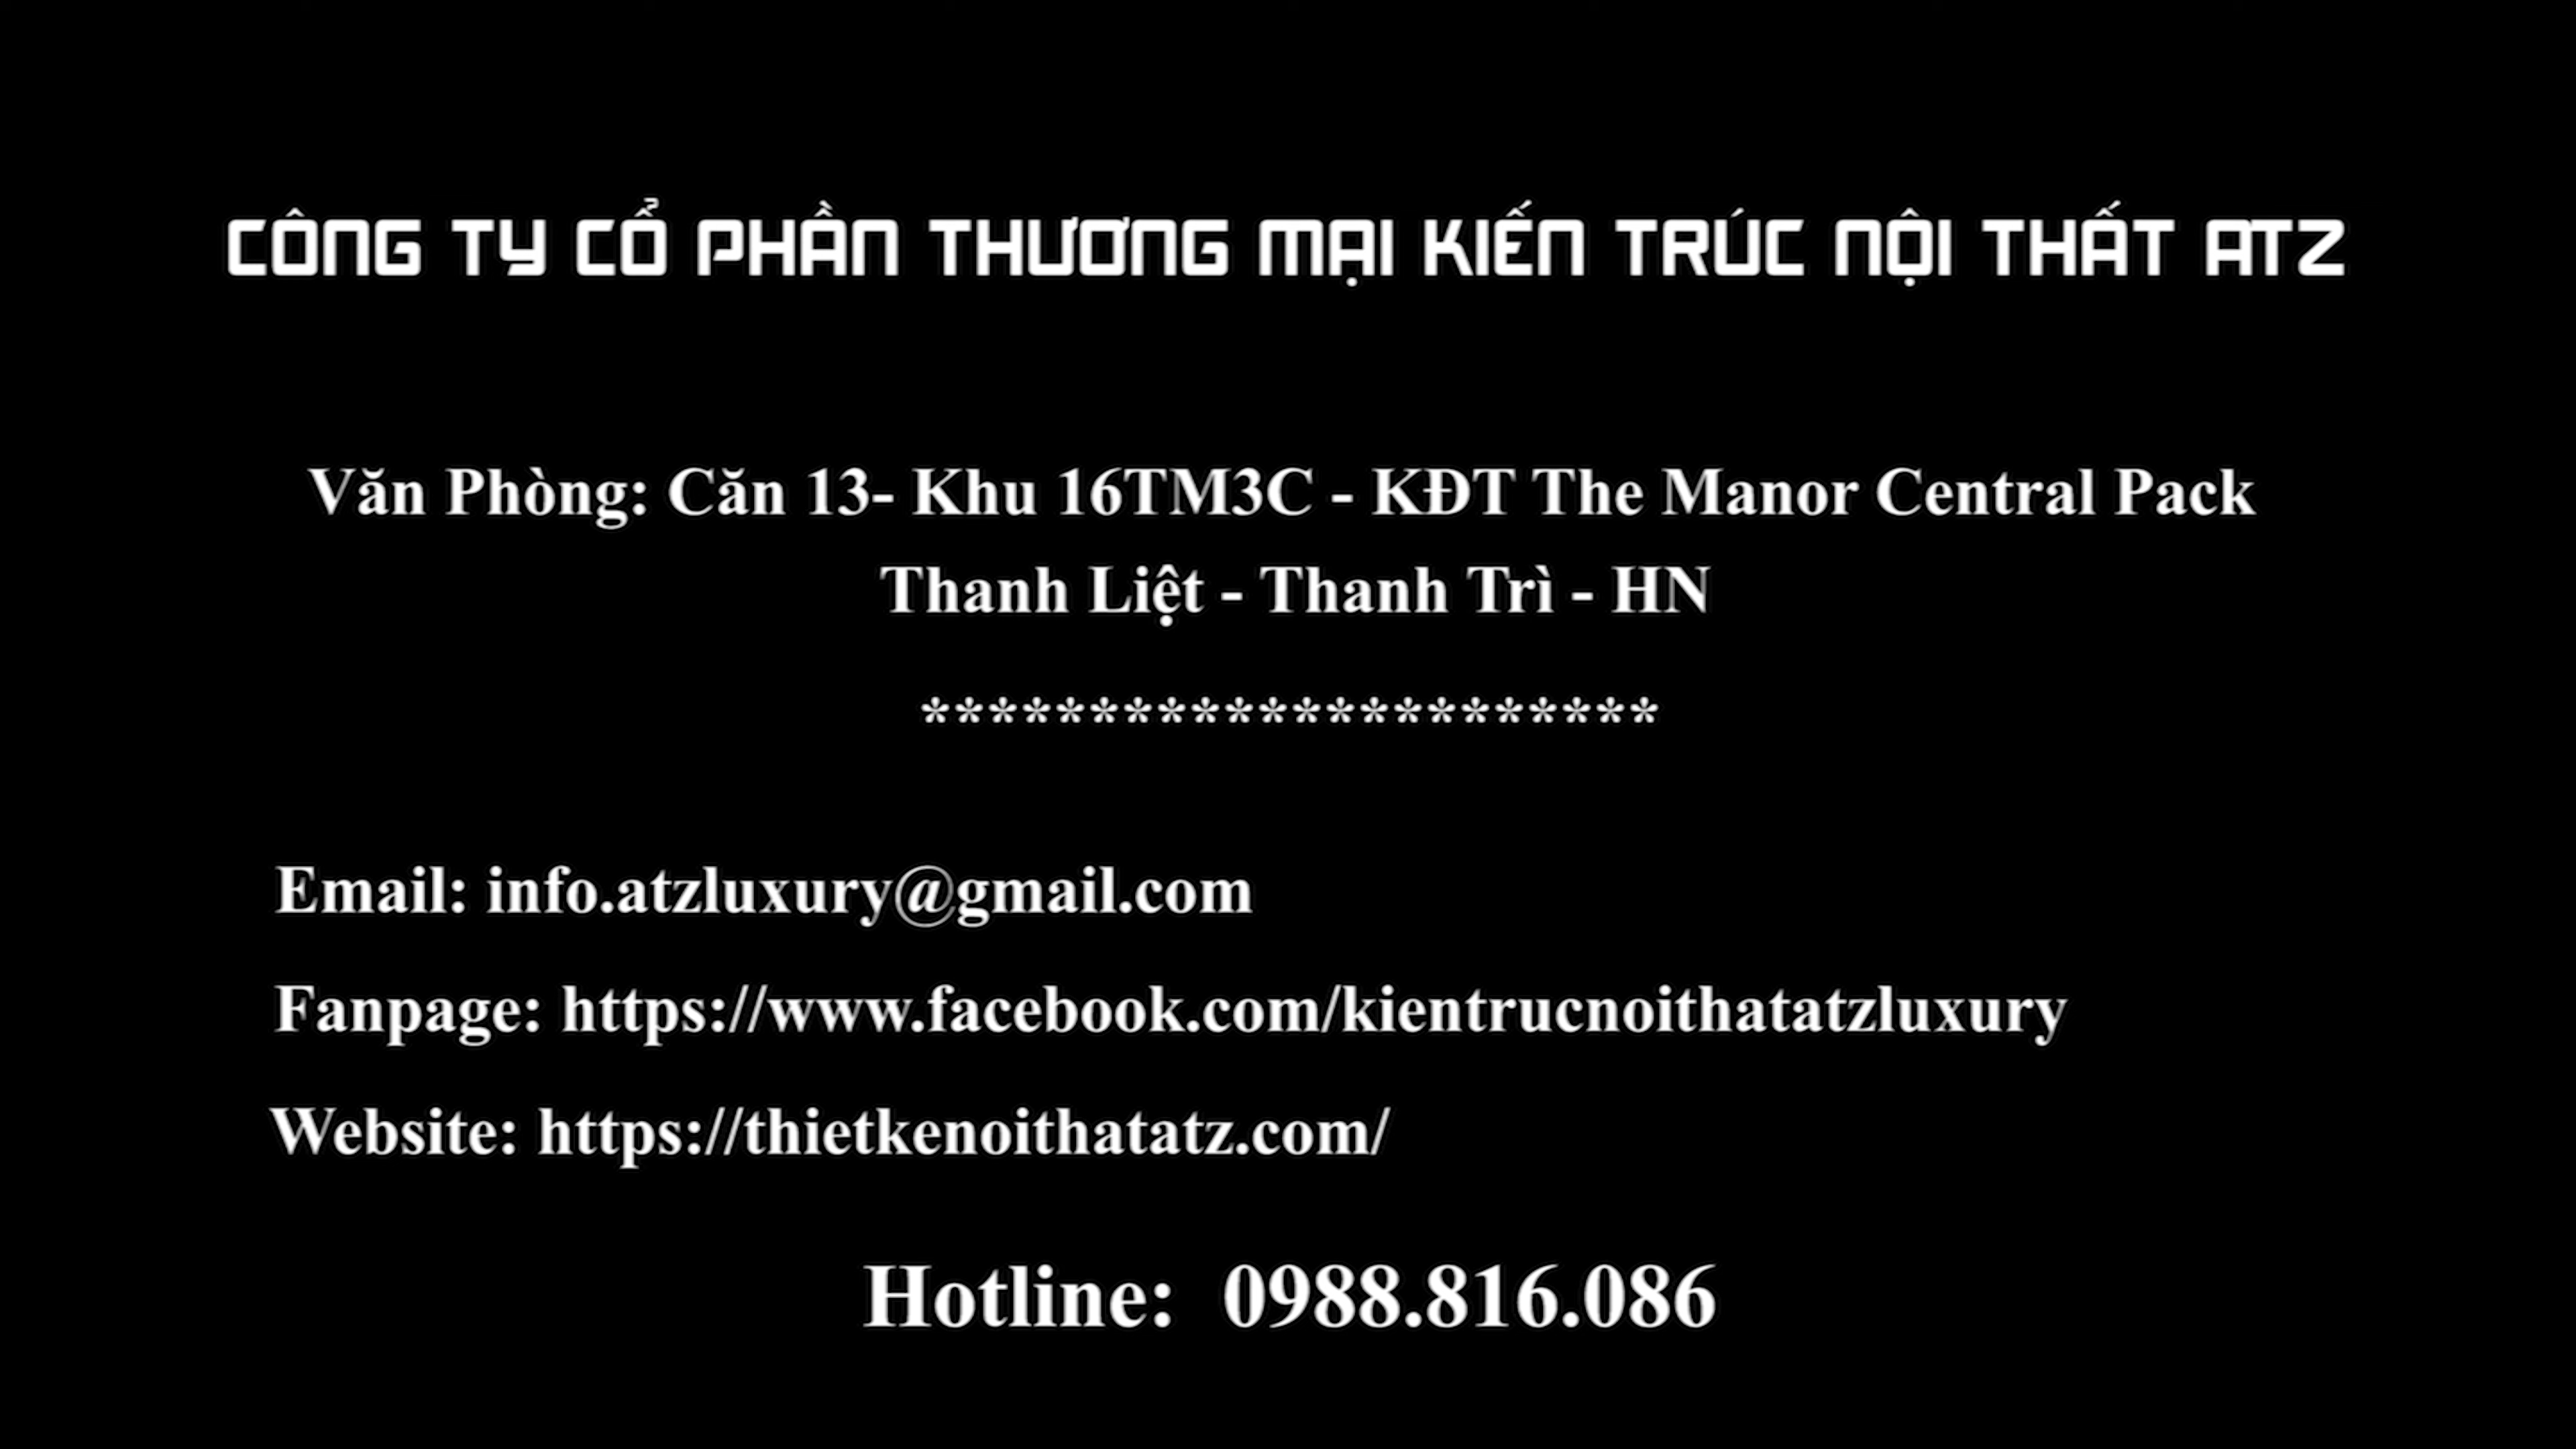 CÔNG TY CỔ PHẦN THƯƠNG MẠI KIẾN TRÚC NỘI THẤT ATZ
Văn Phòng: Căn 13- Khu 16TM3C - KĐT The Manor Central Pack
Thanh Liệt - Thanh Trì - HN
**********************
Email: info.atzluxury@gmail.com
Fanpage: https://www.facebook.com/kientrucnoithatatzluxury
Website: https://thietkenoithatatz.com/
Hotline: 0988.816.086